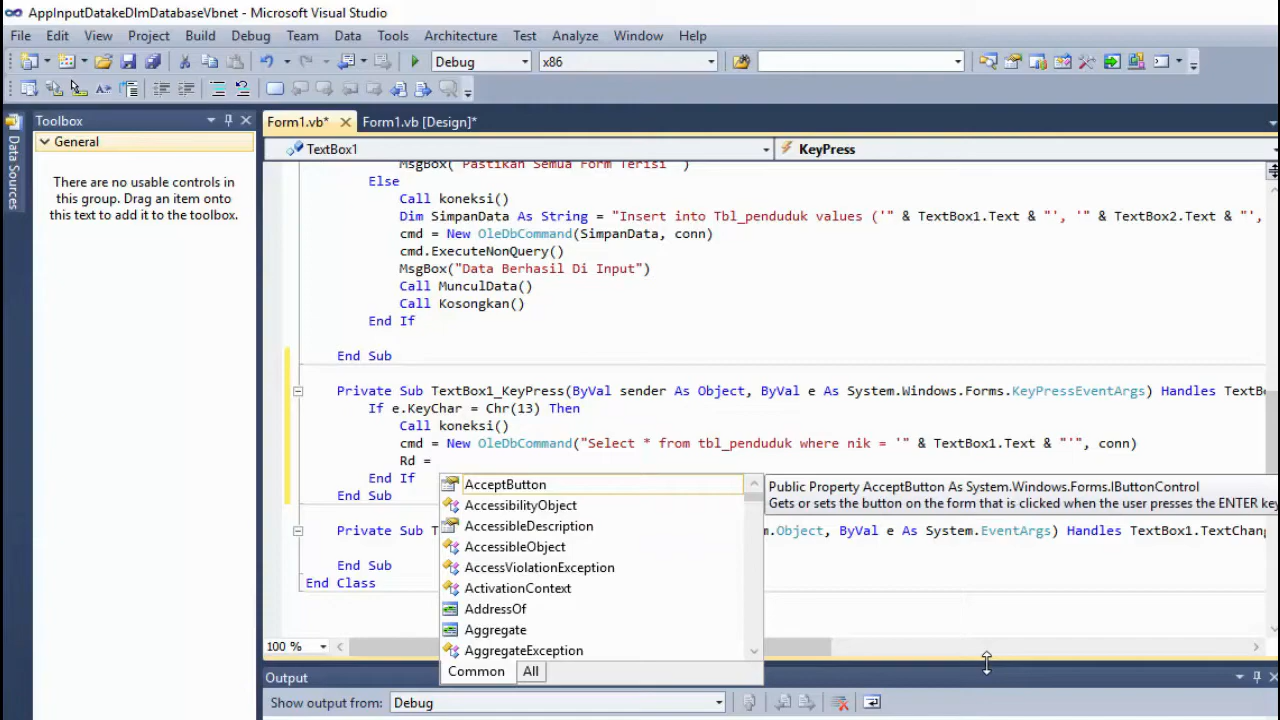 AppInputDatakeDlmDatabaseVbnet - Microsoft Visual Studio
File Edit View Project Build Debug Team Data Tools Architecture Test Analyze Window Help
Debug x86
Toolbox
Form1.vb* Form1.vb [Design]*
General
TextBox1 KeyPress
Data Sources
There are no usable controls in
this group. Drag an item onto
this text to add it to the toolbox.
MsgBox("Pastikan Semua Form Terisi ")
Else
Call koneksi()
Dim SimpanData As String = "Insert into Tbl_penduduk values ('" & TextBox1.Text & "', '" & TextBox2.Text & "',
cmd = New OleDbCommand(SimpanData, conn)
cmd.ExecuteNonQuery()
MsgBox("Data Berhasil Di Input")
Call MunculData()
Call Kosongkan()
End If
End Sub
Private Sub TextBox1_KeyPress(ByVal sender As Object, ByVal e As System.Windows.Forms.KeyPressEventArgs) Handles TextBo
If e.KeyChar = Chr(13) Then
Call koneksi()
cmd = New OleDbCommand("Select * from tbl_penduduk where nik = '" & TextBox1.Text & "'", conn)
Rd =
End If
End Sub
Private Sub T m.Object, ByVal e As System.EventArgs) Handles TextBox1.TextChang
End Sub
End Class
AcceptButton
AccessibilityObject
AccessibleDescription
AccessibleObject
AccessViolationException
ActivationContext
AddressOf
Aggregate
AggregateException
Common All
Public Property AcceptButton As System.Windows.Forms.IButtonControl
Gets or sets the button on the form that is clicked when the user presses the ENTER key
100 %
Output
Show output from: Debug